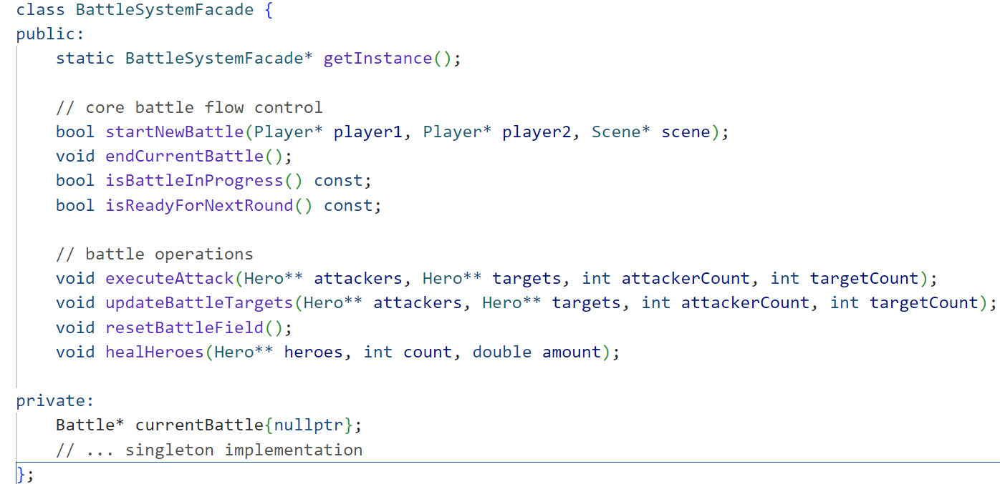 class BattleSystemFacade {
public:
    static BattleSystemFacade* getInstance();

    // core battle flow control
    bool startNewBattle(Player* player1, Player* player2, Scene* scene);
    void endCurrentBattle();
    bool isBattleInProgress() const;
    bool isReadyForNextRound() const;

    // battle operations
    void executeAttack(Hero** attackers, Hero** targets, int attackerCount, int targetCount);
    void updateBattleTargets(Hero** attackers, Hero** targets, int attackerCount, int targetCount);
    void resetBattleField();
    void healHeroes(Hero** heroes, int count, double amount);

private:
    Battle* currentBattle{nullptr};
    // ... singleton implementation
};